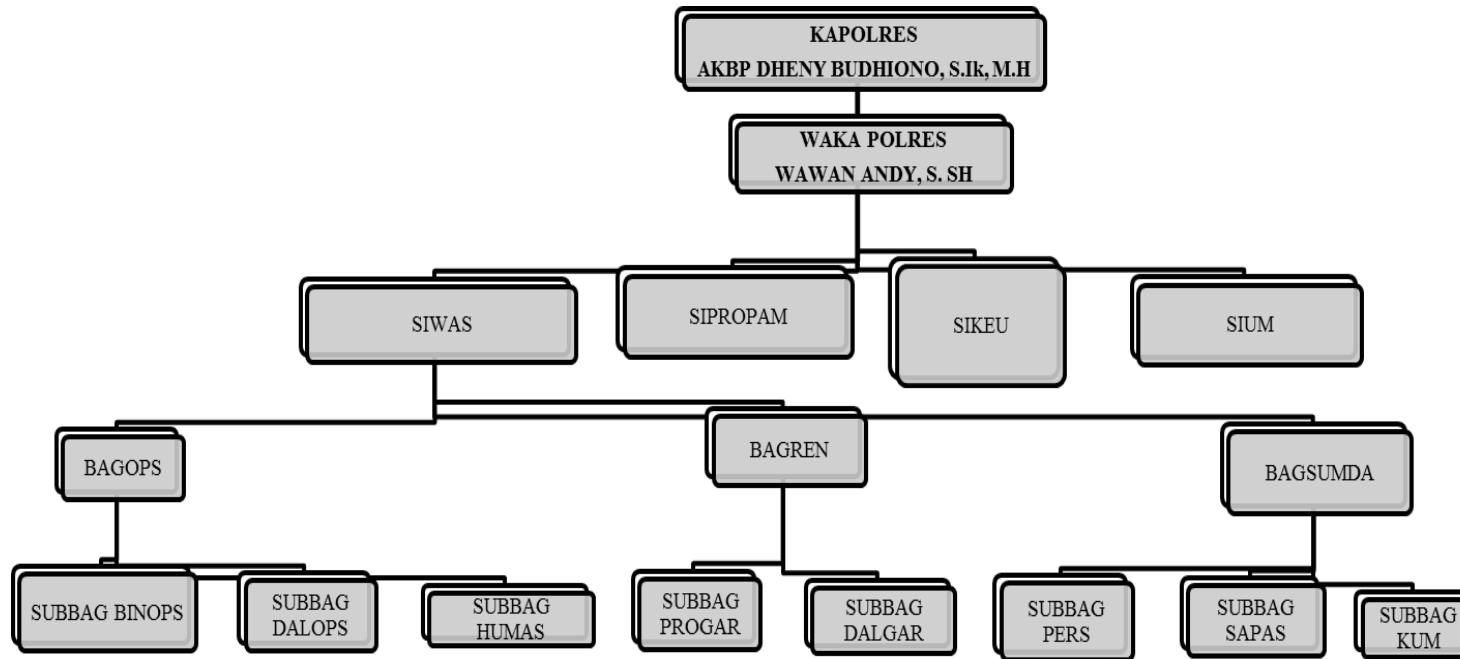 KAPOLRES
AKBP DHENY BUDHIONO, S.Ik, M.H
WAKA POLRES
WAWAN ANDY, S. SH
SIWAS
SIPROPAM
SIKEU
SIUM
BAGOPS
BAGREN
BAGSUMDA
SUBBAG BINOPS
SUBBAG
DALOPS
SUBBAG
HUMAS
SUBBAG
PROGAR
SUBBAG
DALGAR
SUBBAG
PERS
SUBBAG
SAPAS
SUBBAG
KUM